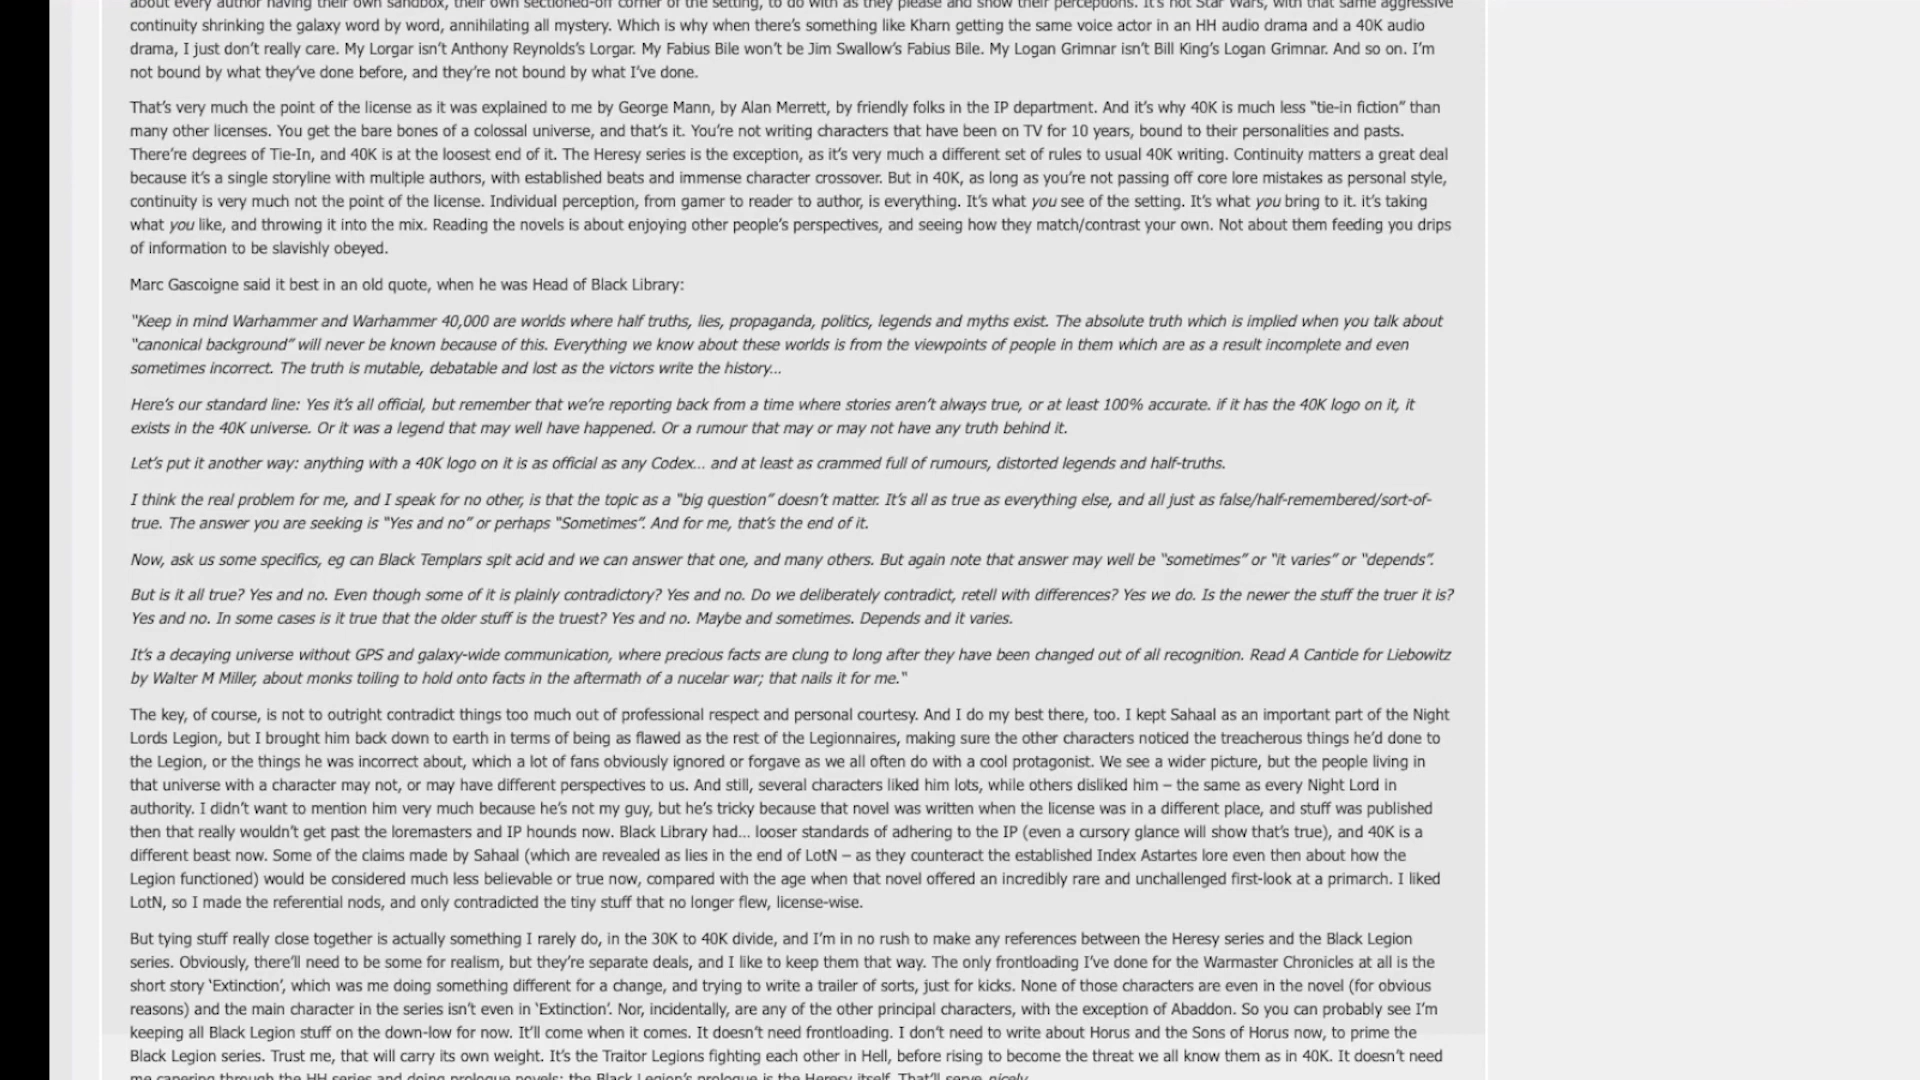 about every author having their own sandbox, their own sectioned-off corner of the setting, to do with as they please and show their perceptions. It's not Star Wars, with that same aggressive
continuity shrinking the galaxy word by word, annihilating all mystery. Which is why when there's something like Kharn getting the same voice actor in an HH audio drama and a 40K audio
drama, I just don't really care. My Lorgar isn't Anthony Reynolds's Lorgar. My Fabius Bile won't be Jim Swallow's Fabius Bile. My Logan Grimnar isn't Bill King's Logan Grimnar. And so on. I'm
not bound by what they've done before, and they're not bound by what I've done.
That's very much the point of the license as it was explained to me by George Mann, by Alan Merrett, by friendly folks in the IP department. And it's why 40K is much less "tie-in fiction" than
many other licenses. You get the bare bones of a colossal universe, and that's it. You're not writing characters that have been on TV for 10 years, bound to their personalities and pasts.
There're degrees of Tie-In, and 40K is at the loosest end of it. The Heresy series is the exception, as it's very much a different set of rules to usual 40K writing. Continuity matters a great deal
because it's a single storyline with multiple authors, with established beats and immense character crossover. But in 40K, as long as you're not passing off core lore mistakes as personal style,
continuity is very much not the point of the license. Individual perception, from gamer to reader to author, is everything. It's what you see of the setting. It's what you bring to it. it's taking
what you like, and throwing it into the mix. Reading the novels is about enjoying other people's perspectives, and seeing how they match/contrast your own. Not about them feeding you drips
of information to be slavishly obeyed.
Marc Gascoigne said it best in an old quote, when he was Head of Black Library:
"Keep in mind Warhammer and Warhammer 40,000 are worlds where half truths, lies, propaganda, politics, legends and myths exist. The absolute truth which is implied when you talk about
"canonical background" will never be known because of this. Everything we know about these worlds is from the viewpoints of people in them which are as a result incomplete and even
sometimes incorrect. The truth is mutable, debatable and lost as the victors write the history…
Here's our standard line: Yes it's all official, but remember that we're reporting back from a time where stories aren't always true, or at least 100% accurate. if it has the 40K logo on it, it
exists in the 40K universe. Or it was a legend that may well have happened. Or a rumour that may or may not have any truth behind it.
Let's put it another way: anything with a 40K logo on it is as official as any Codex… and at least as crammed full of rumours, distorted legends and half-truths.
I think the real problem for me, and I speak for no other, is that the topic as a "big question" doesn't matter. It's all as true as everything else, and all just as false/half-remembered/sort-of-
true. The answer you are seeking is "Yes and no" or perhaps "Sometimes". And for me, that's the end of it.
Now, ask us some specifics, eg can Black Templars spit acid and we can answer that one, and many others. But again note that answer may well be "sometimes" or "it varies" or "depends".
But is it all true? Yes and no. Even though some of it is plainly contradictory? Yes and no. Do we deliberately contradict, retell with differences? Yes we do. Is the newer the stuff the truer it is?
Yes and no. In some cases is it true that the older stuff is the truest? Yes and no. Maybe and sometimes. Depends and it varies.
It's a decaying universe without GPS and galaxy-wide communication, where precious facts are clung to long after they have been changed out of all recognition. Read A Canticle for Liebowitz
by Walter M Miller, about monks toiling to hold onto facts in the aftermath of a nucelar war; that nails it for me."
The key, of course, is not to outright contradict things too much out of professional respect and personal courtesy. And I do my best there, too. I kept Sahaal as an important part of the Night
Lords Legion, but I brought him back down to earth in terms of being as flawed as the rest of the Legionnaires, making sure the other characters noticed the treacherous things he'd done to
the Legion, or the things he was incorrect about, which a lot of fans obviously ignored or forgave as we all often do with a cool protagonist. We see a wider picture, but the people living in
that universe with a character may not, or may have different perspectives to us. And still, several characters liked him lots, while others disliked him – the same as every Night Lord in
authority. I didn't want to mention him very much because he's not my guy, but he's tricky because that novel was written when the license was in a different place, and stuff was published
then that really wouldn't get past the loremasters and IP hounds now. Black Library had… looser standards of adhering to the IP (even a cursory glance will show that's true), and 40K is a
different beast now. Some of the claims made by Sahaal (which are revealed as lies in the end of LotN – as they counteract the established Index Astartes lore even then about how the
Legion functioned) would be considered much less believable or true now, compared with the age when that novel offered an incredibly rare and unchallenged first-look at a primarch. I liked
LotN, so I made the referential nods, and only contradicted the tiny stuff that no longer flew, license-wise.
But tying stuff really close together is actually something I rarely do, in the 30K to 40K divide, and I'm in no rush to make any references between the Heresy series and the Black Legion
series. Obviously, there'll need to be some for realism, but they're separate deals, and I like to keep them that way. The only frontloading I've done for the Warmaster Chronicles at all is the
short story 'Extinction', which was me doing something different for a change, and trying to write a trailer of sorts, just for kicks. None of those characters are even in the novel (for obvious
reasons) and the main character in the series isn't even in 'Extinction'. Nor, incidentally, are any of the other principal characters, with the exception of Abaddon. So you can probably see I'm
keeping all Black Legion stuff on the down-low for now. It'll come when it comes. It doesn't need frontloading. I don't need to write about Horus and the Sons of Horus now, to prime the
Black Legion series. Trust me, that will carry its own weight. It's the Traitor Legions fighting each other in Hell, before rising to become the threat we all know them as in 40K. It doesn't need
me capering through the HH series and doing prologue novels: the Black Legion's prologue is the Heresy itself. That'll serve nicely.